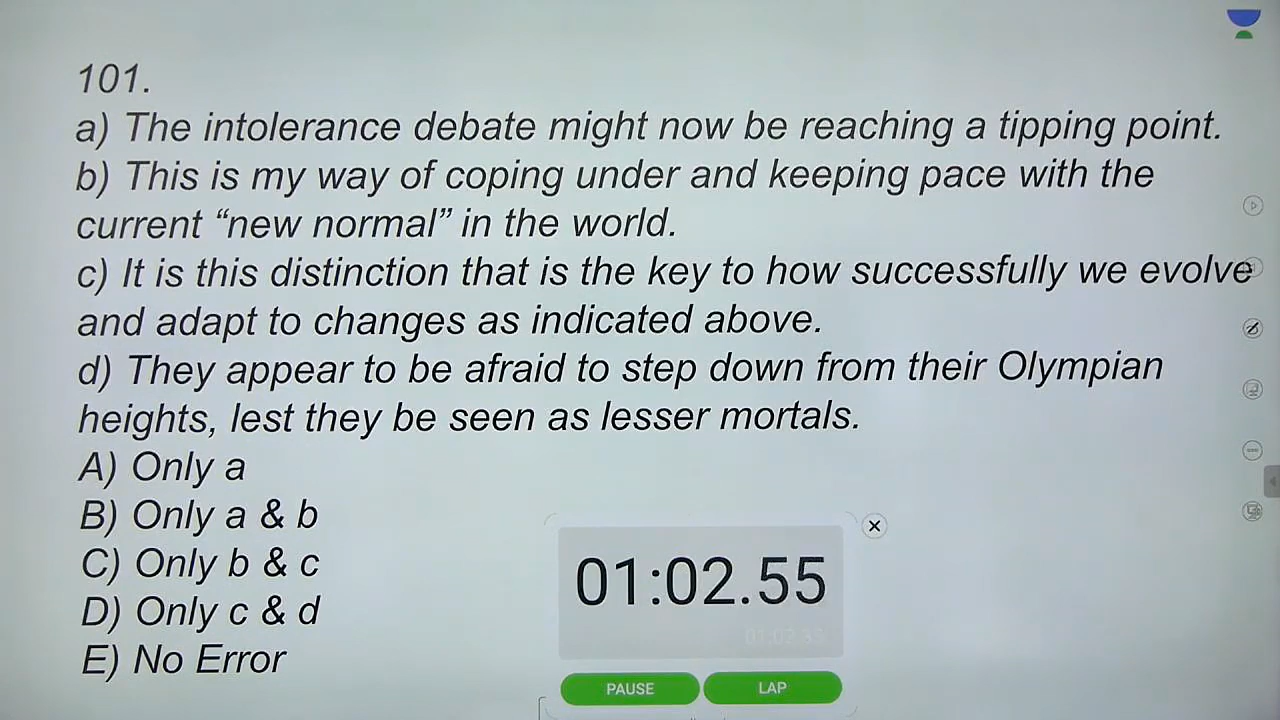 101.
a) The intolerance debate might now be reaching a tipping point.
b) This is my way of coping under and keeping pace with the
current “new normal” in the world.
c) It is this distinction that is the key to how successfully we evolve
and adapt to changes as indicated above.
d) They appear to be afraid to step down from their Olympian
heights, lest they be seen as lesser mortals.
A) Only a
B) Only a & b
C) Only b & c
D) Only c & d
E) No Error
01:02.55
PAUSE LAP